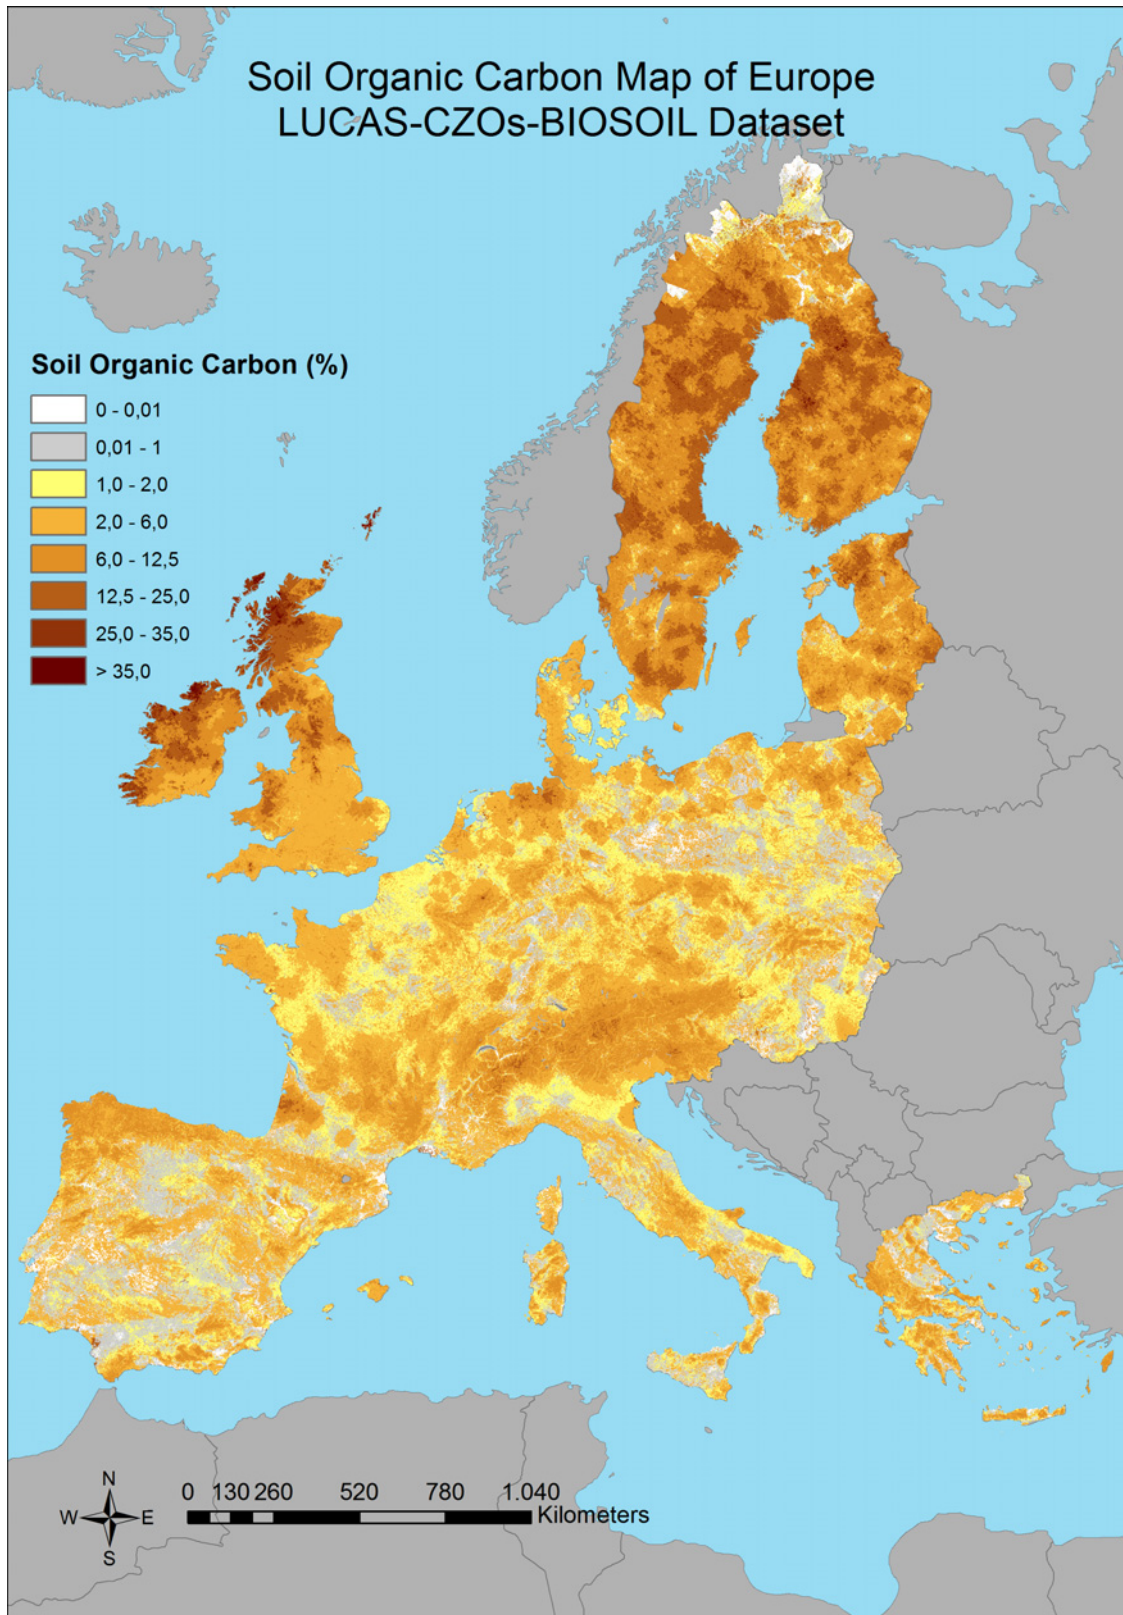 Soil Organic Carbon Map of Europe
LUCAS-CZOs-BIOSOIL Dataset
Soil Organic Carbon (%)
0 - 0,01
0,01 - 1
1,0 - 2,0
2,0 - 6,0
6,0 - 12,5
12,5 - 25,0
25,0 - 35,0
> 35,0
N
W E
S
0 130 260 520 780 1.040
Kilometers